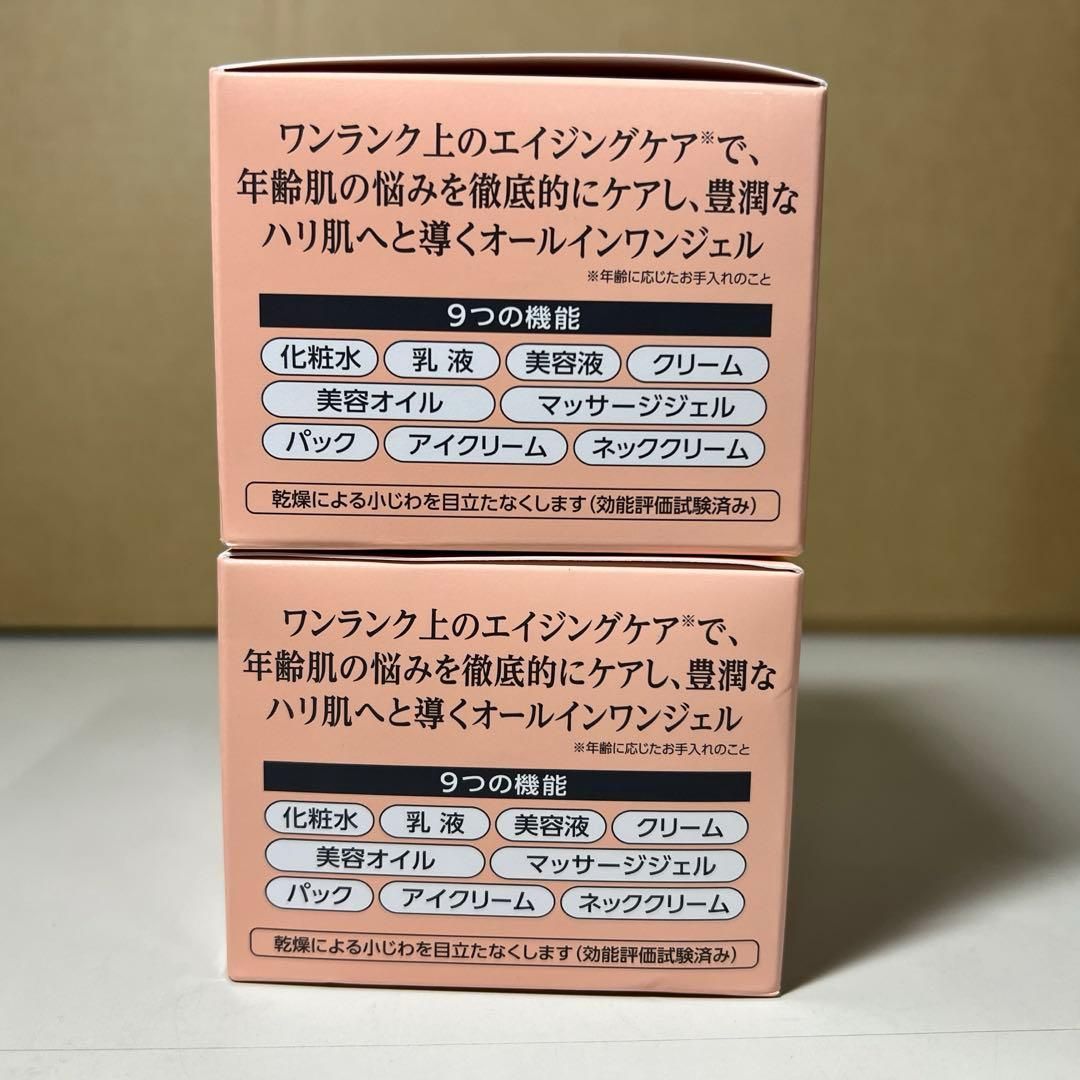 ワンランク上のエイジングケア※で、
年齢肌の悩みを徹底的にケアし、豊潤な
ハリ肌へと導くオールインワンジェル
※年齢に応じたお手入れのこと
9つの機能
化粧水 乳液 美容液 クリーム
美容オイル マッサージジェル
パック アイクリーム ネッククリーム
乾燥による小じわを目立たなくします(効能評価試験済み)
ワンランク上のエイジングケア※で、
年齢肌の悩みを徹底的にケアし、豊潤な
ハリ肌へと導くオールインワンジェル
※年齢に応じたお手入れのこと
9つの機能
化粧水 乳液 美容液 クリーム
美容オイル マッサージジェル
パック アイクリーム ネッククリーム
乾燥による小じわを目立たなくします(効能評価試験済み)